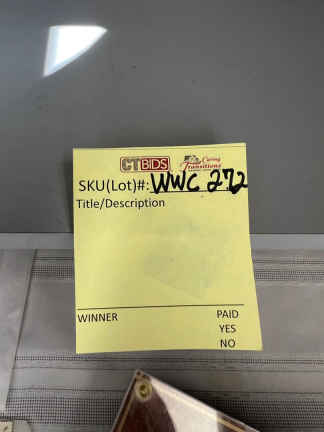 CTBIDS Caring Transitions
SKU(Lot)#: WWC 272
Title/Description
WINNER PAID
YES
NO